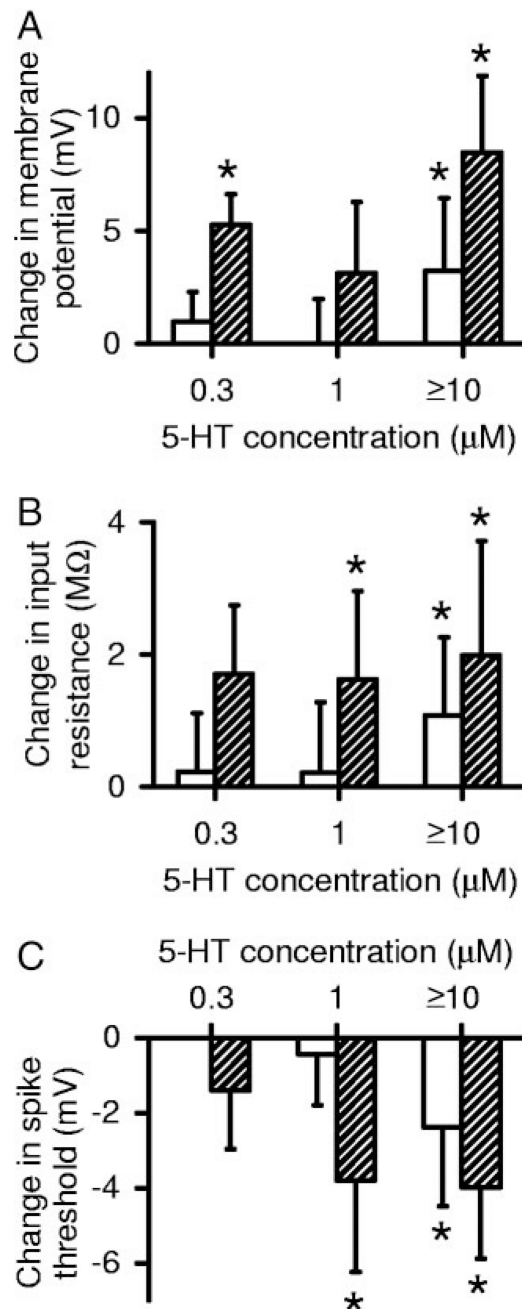 A
Change in membrane
potential (mV)
10
5
0
*
*
*
0.3 1 ≥10
5-HT concentration (μM)
B
Change in input
resistance (MΩ)
4
2
0
*
*
*
0.3 1 ≥10
5-HT concentration (μM)
C
5-HT concentration (μM)
0.3 1 ≥10
Change in spike
threshold (mV)
0
-2
-4
-6
*
*
*